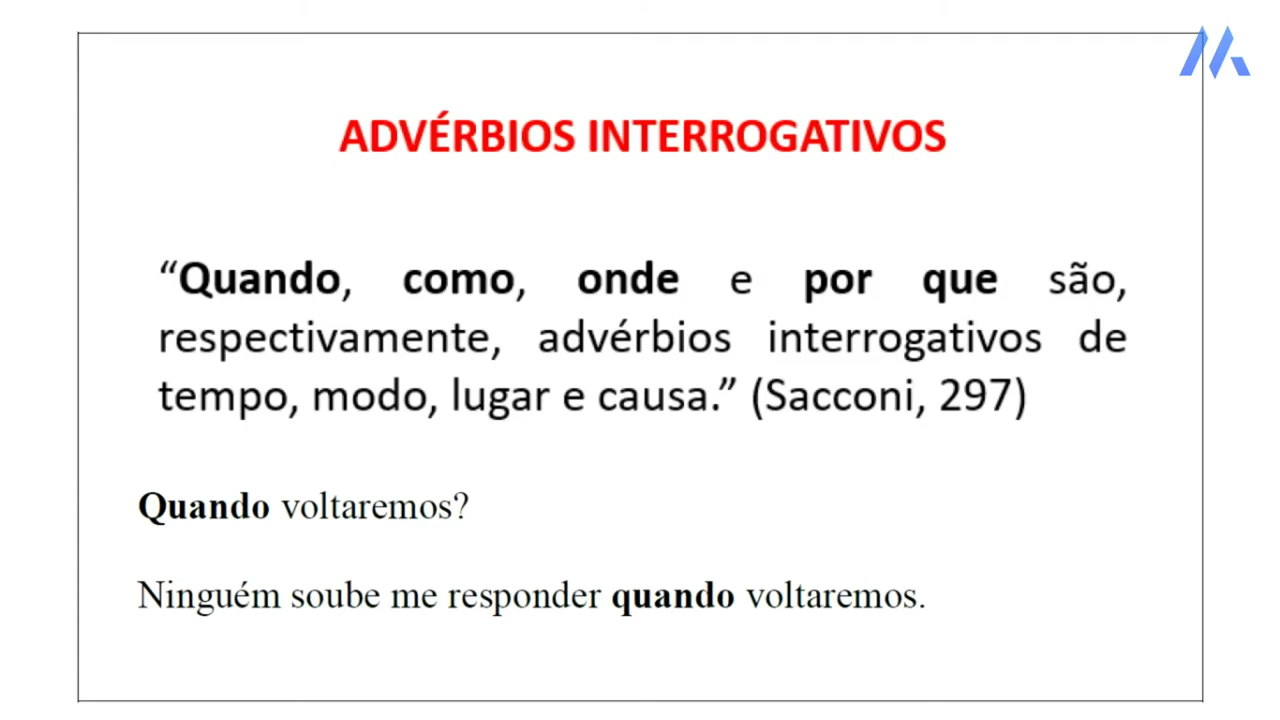 ADVÉRBIOS INTERROGATIVOS
“Quando, como, onde e por que são,
respectivamente, advérbios interrogativos de
tempo, modo, lugar e causa.” (Sacconi, 297)
Quando voltaremos?
Ninguém soube me responder quando voltaremos.